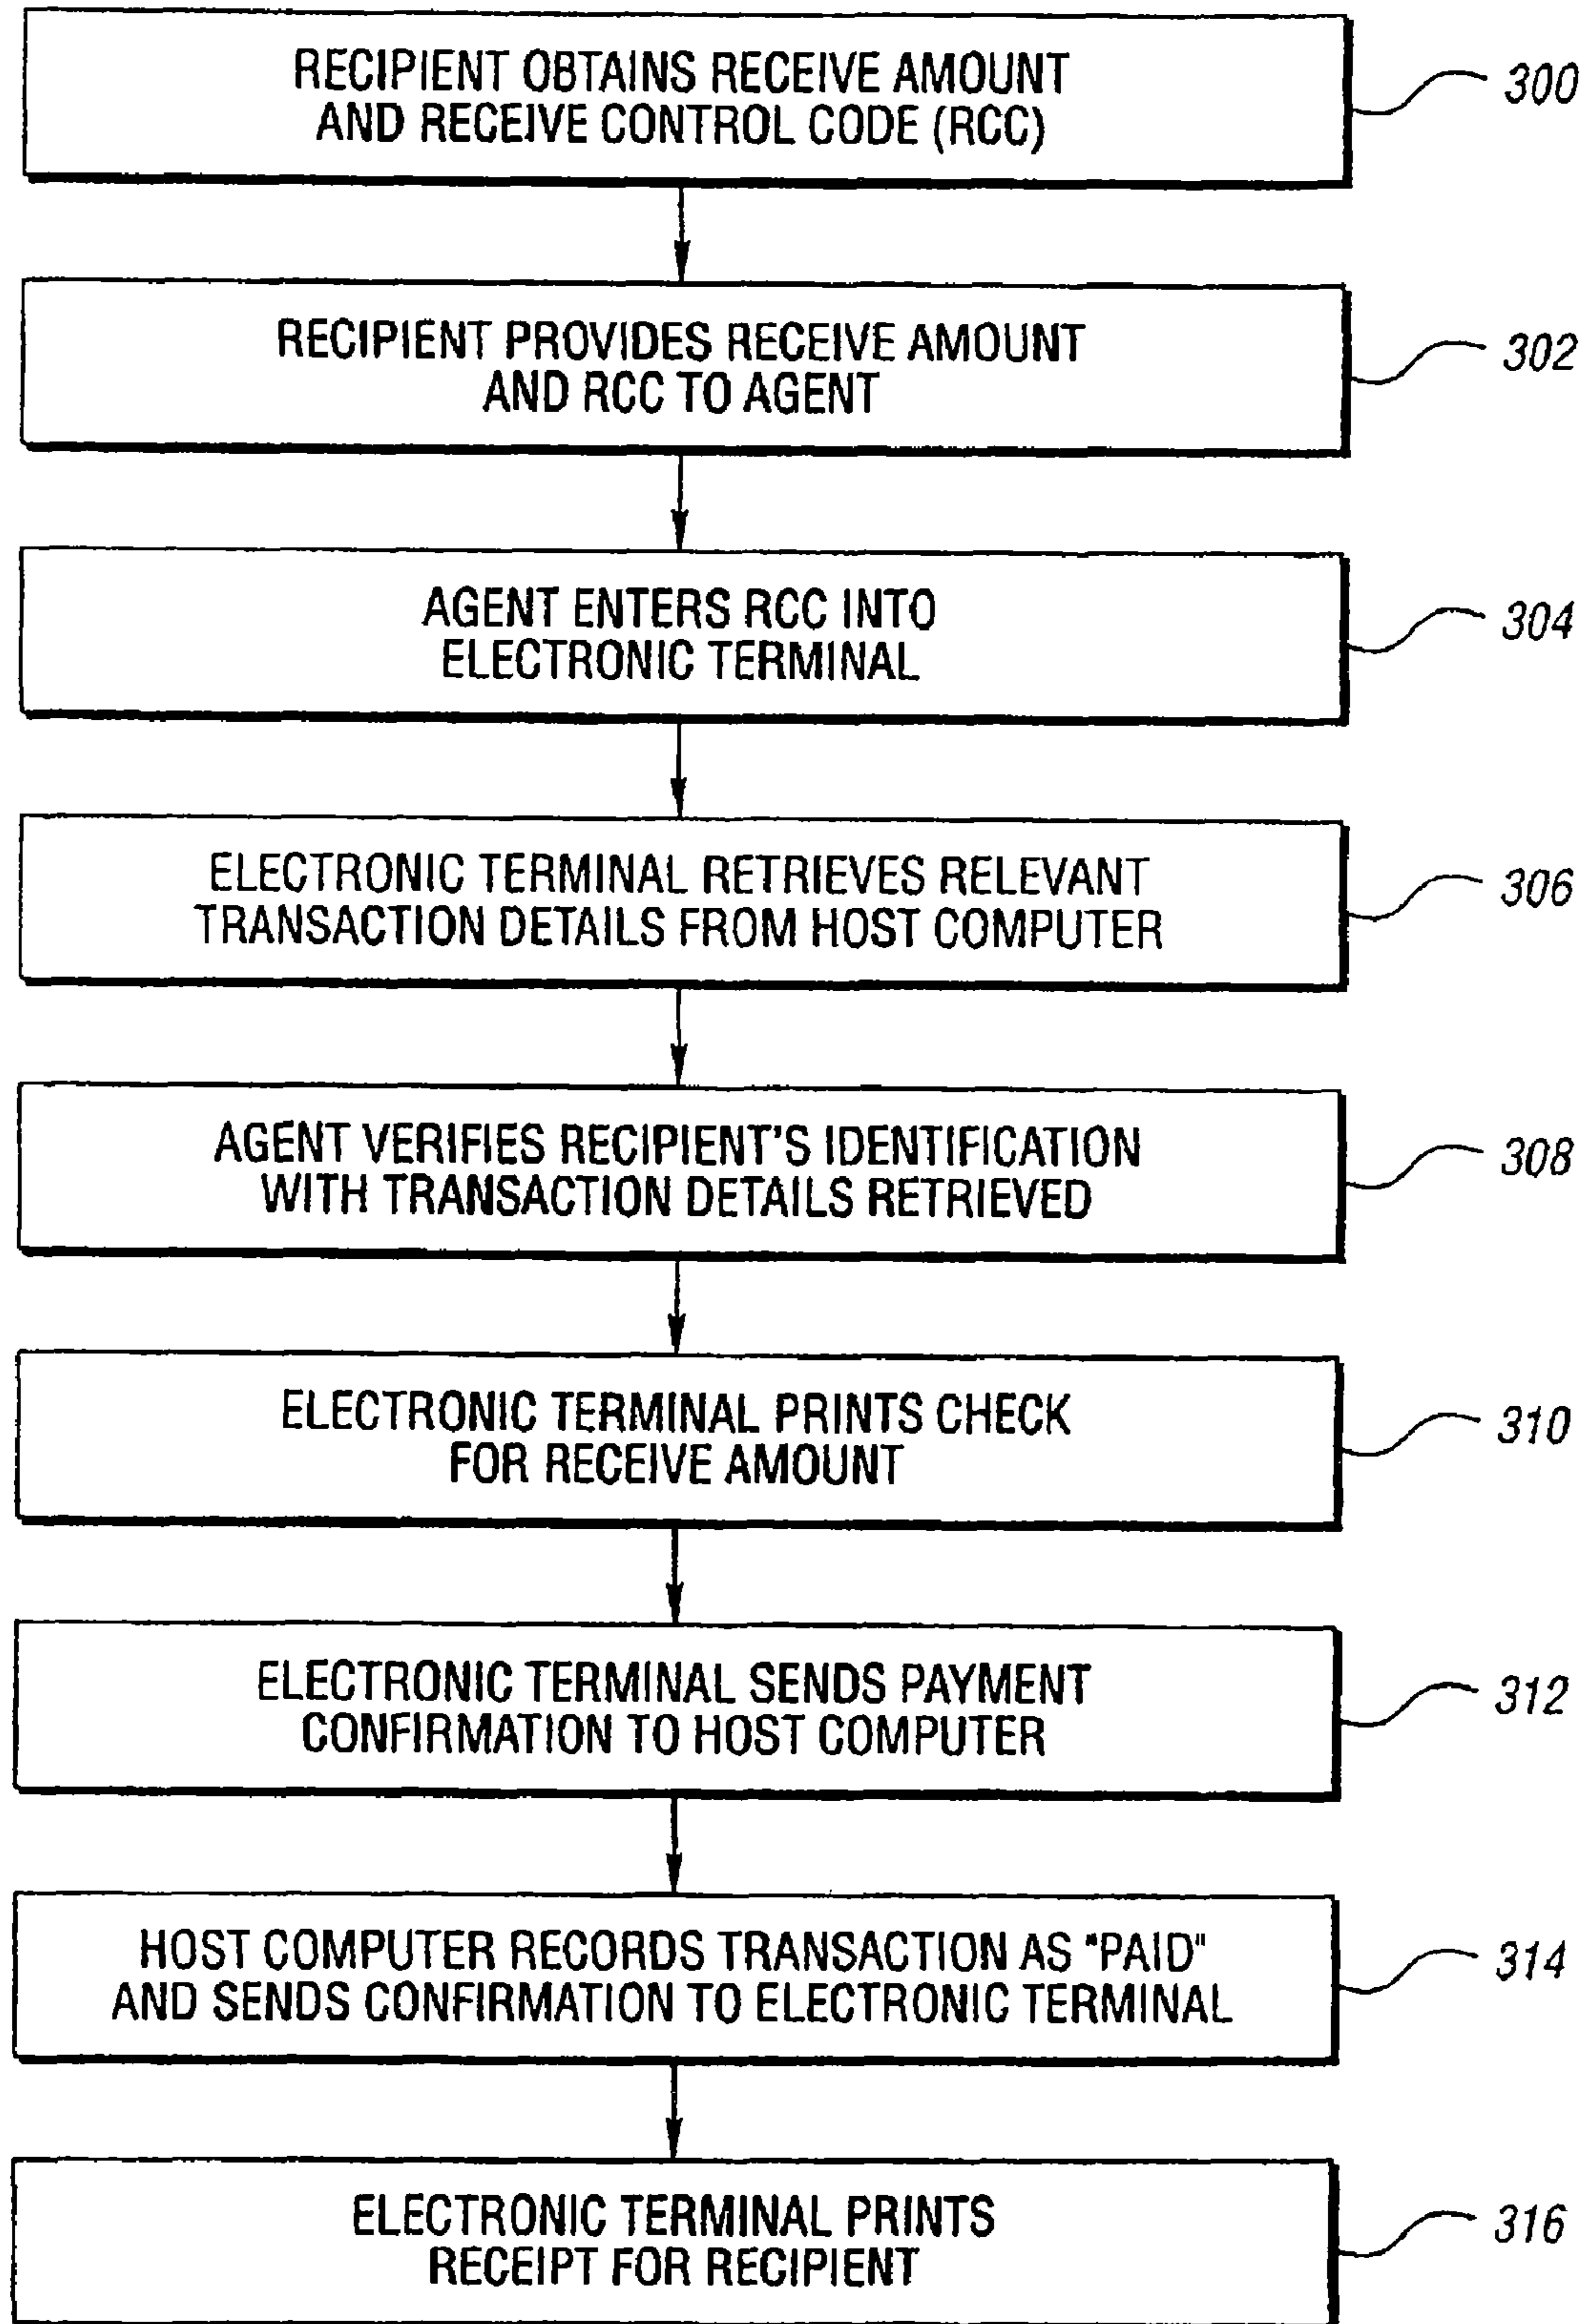 RECIPIENT OBTAINS RECEIVE AMOUNT
AND RECEIVE CONTROL CODE (RCC)
300
RECIPIENT PROVIDES RECEIVE AMOUNT
AND RCC TO AGENT
302
AGENT ENTERS RCC INTO
ELECTRONIC TERMINAL
304
ELECTRONIC TERMINAL RETRIEVES RELEVANT
TRANSACTION DETAILS FROM HOST COMPUTER
306
AGENT VERIFIES RECIPIENT'S IDENTIFICATION
WITH TRANSACTION DETAILS RETRIEVED
308
ELECTRONIC TERMINAL PRINTS CHECK
FOR RECEIVE AMOUNT
310
ELECTRONIC TERMINAL SENDS PAYMENT
CONFIRMATION TO HOST COMPUTER
312
HOST COMPUTER RECORDS TRANSACTION AS "PAID"
AND SENDS CONFIRMATION TO ELECTRONIC TERMINAL
314
ELECTRONIC TERMINAL PRINTS
RECEIPT FOR RECIPIENT
316